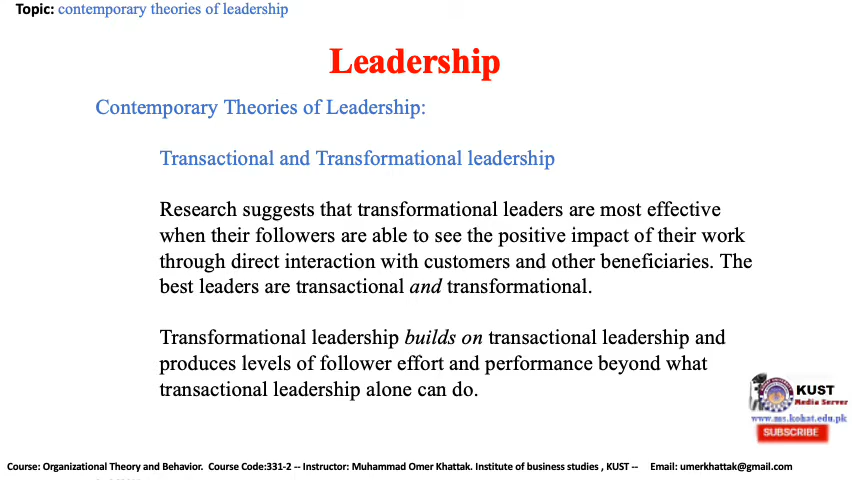 Topic: contemporary theories of leadership
Leadership
Contemporary Theories of Leadership:
Transactional and Transformational leadership
Research suggests that transformational leaders are most effective
when their followers are able to see the positive impact of their work
through direct interaction with customers and other beneficiaries. The
best leaders are transactional and transformational.
Transformational leadership builds on transactional leadership and
produces levels of follower effort and performance beyond what
transactional leadership alone can do.
KUST
Media Server
www.ms.kohat.edu.pk
SUBSCRIBE
Course: Organizational Theory and Behavior. Course Code:331-2 -- Instructor: Muhammad Omer Khattak. Institute of business studies , KUST -- Email: umerkhattak@gmail.com